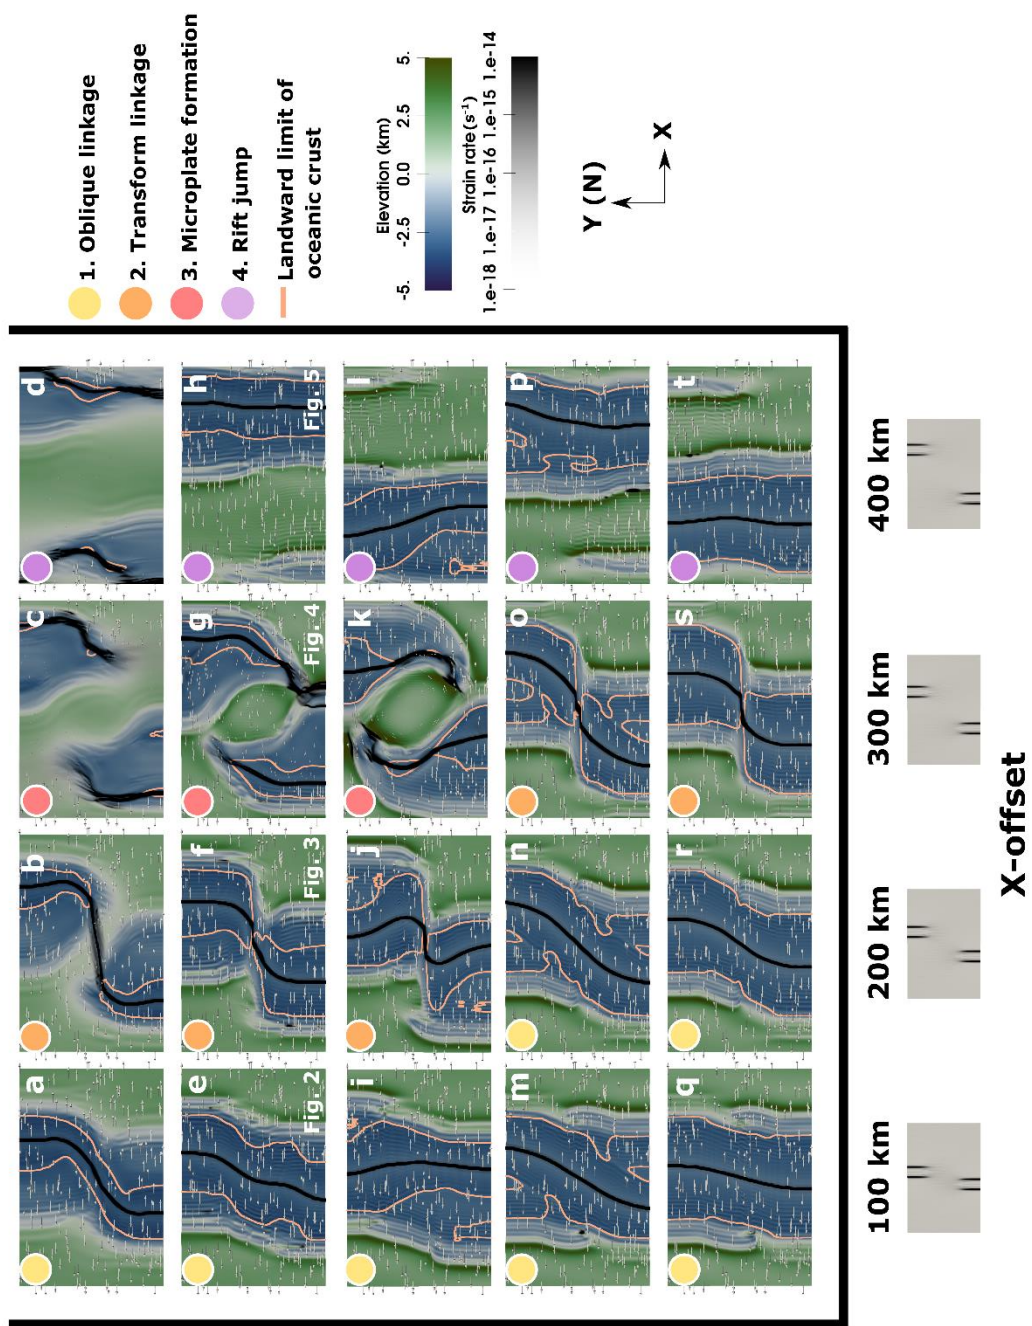 1. Oblique linkage
2. Transform linkage
3. Microplate formation
4. Rift jump
Landward limit of
oceanic crust
Elevation (km)
-5. -2.5 0.0 2.5 5.
Strain rate(s⁻¹)
1.e-18 1.e-17 1.e-16 1.e-15 1.e-14
Y (N)
X
a b c d
e f g h
Fig. 2 Fig. 3 Fig. 4 Fig. 5
i j k l
m n o p
q r s t
100 km 200 km 300 km 400 km
X-offset